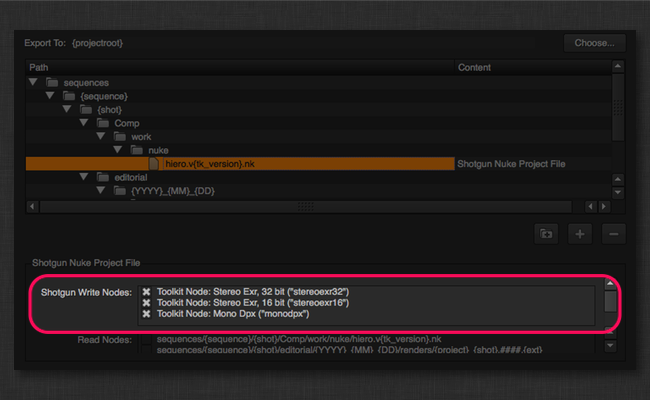 Export To: {projectroot} Choose...
Path Content
sequences
{sequence}
{shot}
Comp
work
nuke
hiero.v{tk_version}.nk Shotgun Nuke Project File
editorial
{YYYY}_{MM}_{DD}
Shotgun Nuke Project File
Shotgun Write Nodes: Toolkit Node: Stereo Exr, 32 bit ("stereoexr32")
Toolkit Node: Stereo Exr, 16 bit ("stereoexr16")
Toolkit Node: Mono Dpx ("monodpx")
Read Nodes: sequences/{sequence}/{shot}/Comp/work/nuke/hiero.v{tk_version}.nk
sequences/{sequence}/{shot}/editorial/{YYYY}_{MM}_{DD}/renders/{project}_{shot}.####.{ext}